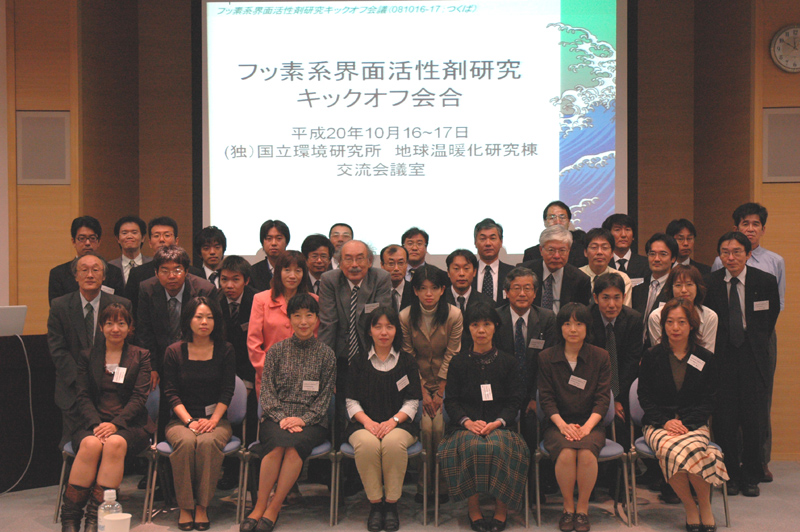 フッ素系界面活性剤研究キックオフ会議(081016-17:つくば)
フッ素系界面活性剤研究
キックオフ会合
平成20年10月16~17日
(独)国立環境研究所 地球温暖化研究棟
交流会議室